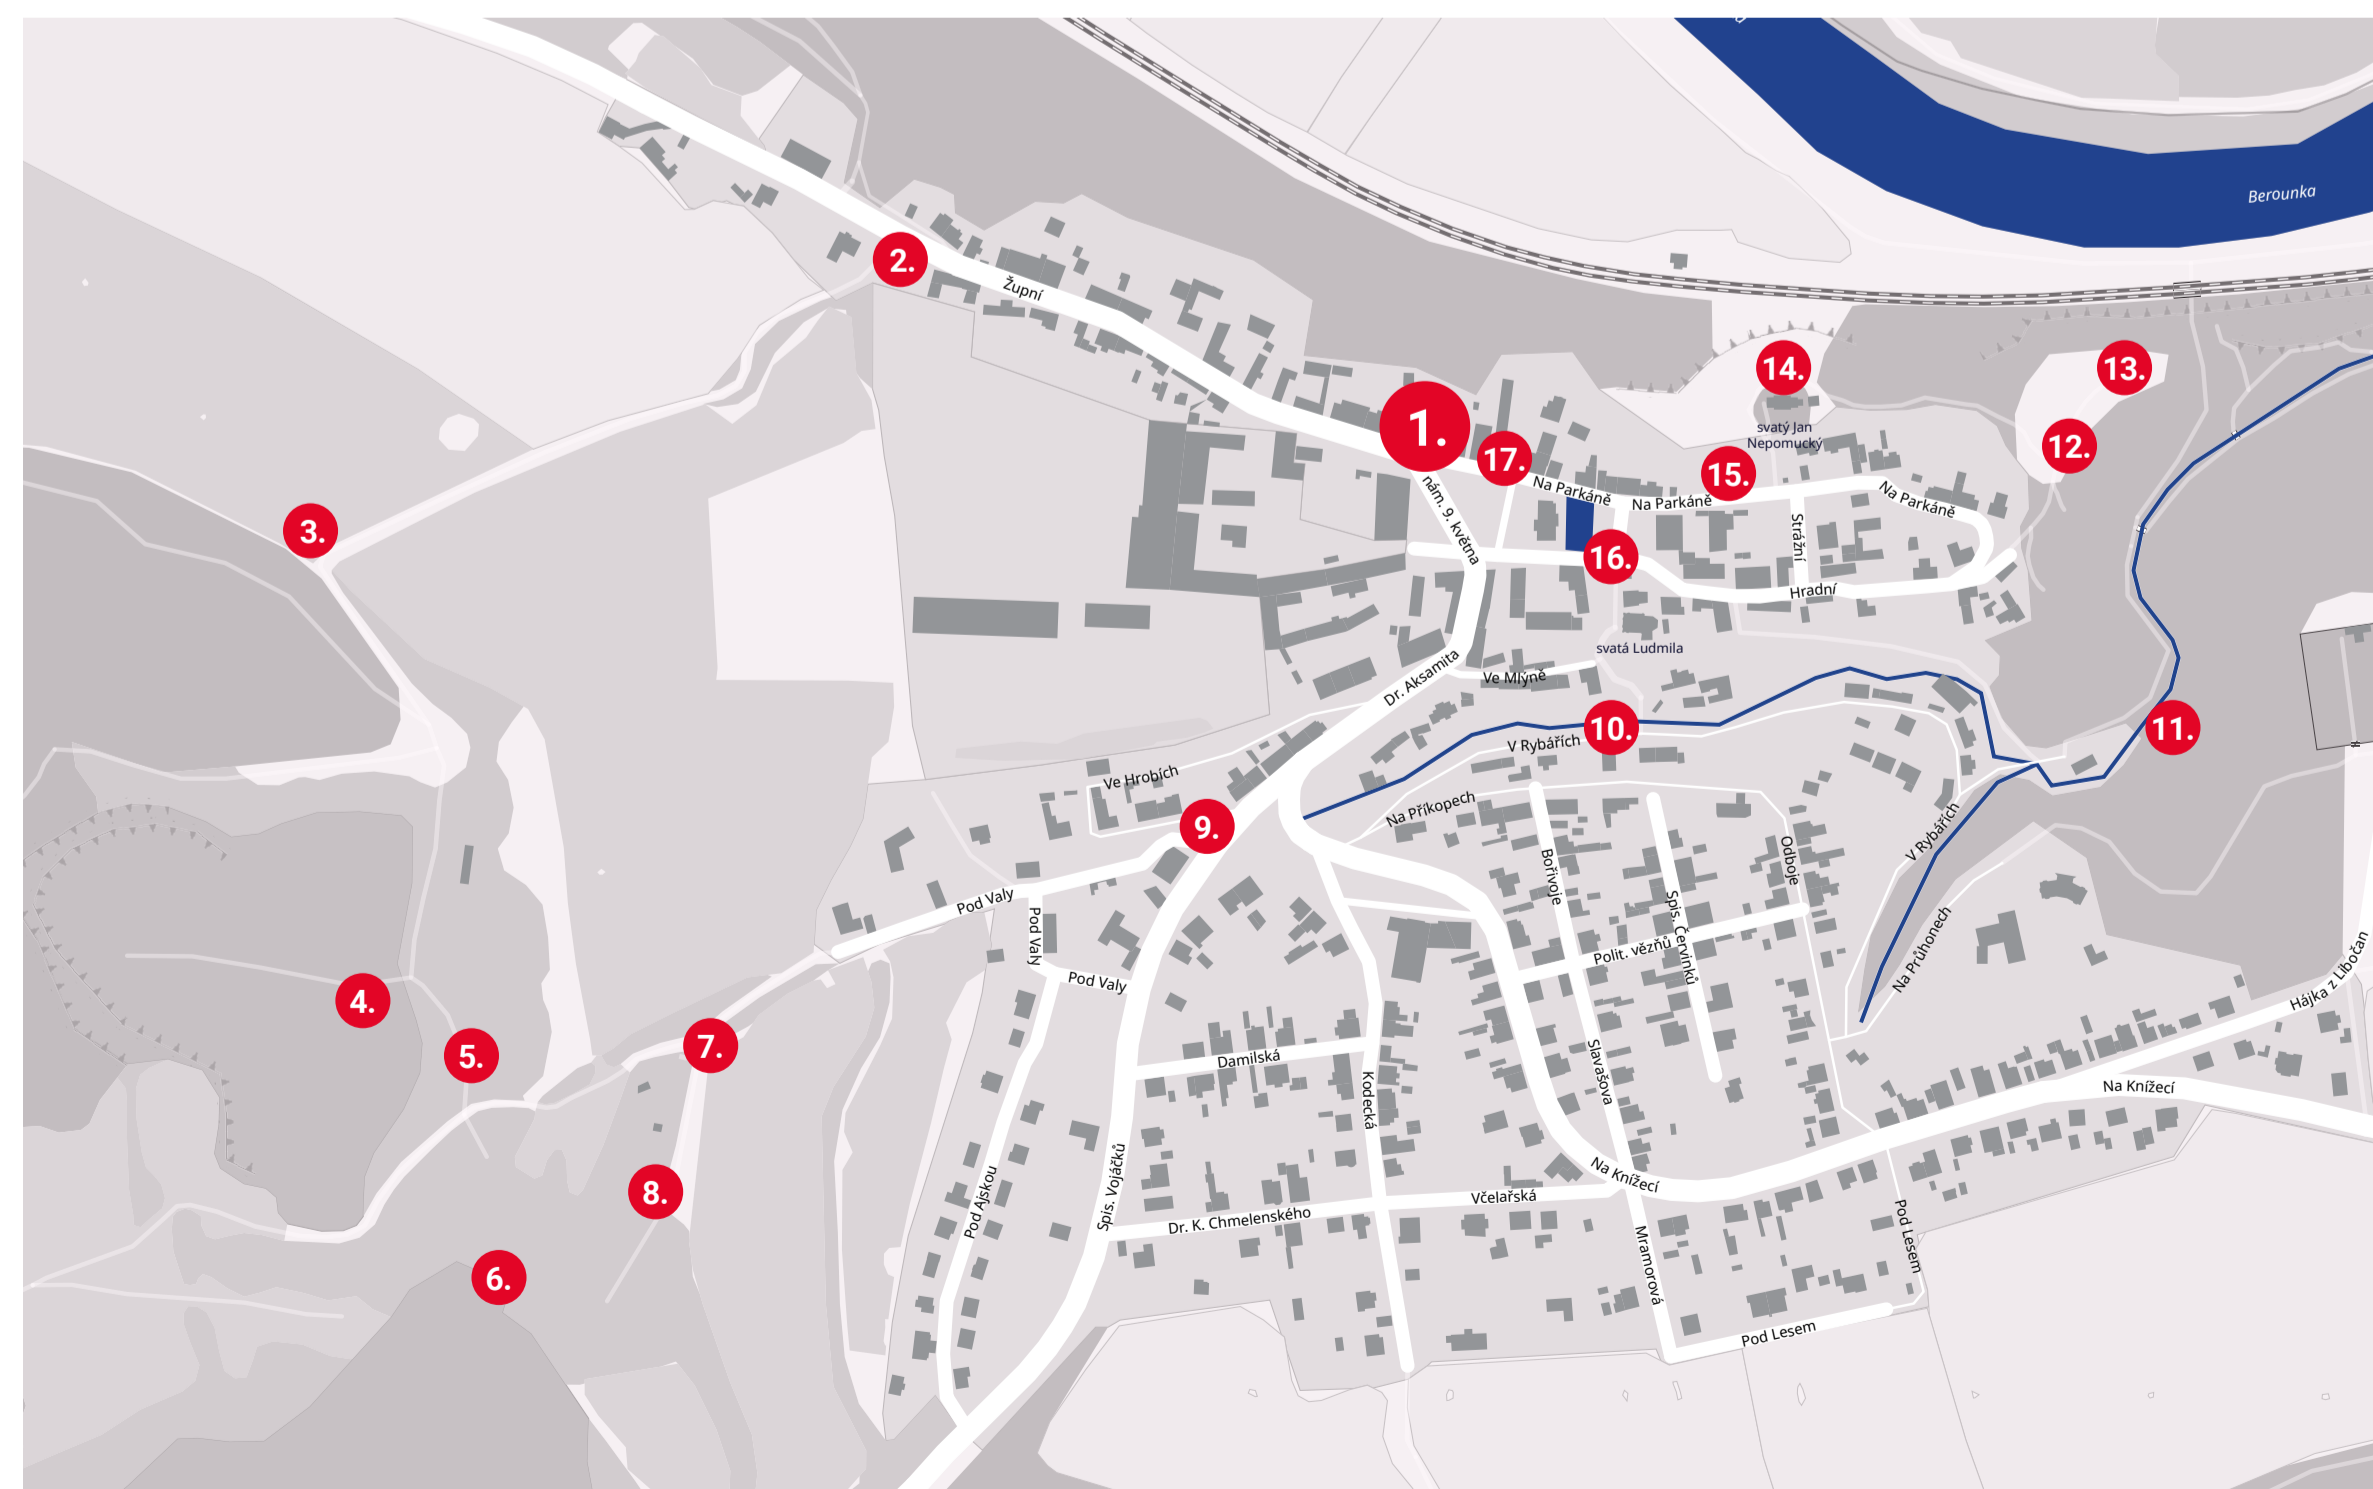 Berounka
2.
Župní
14.
13.
1.
svatý Jan
Nepomucký
12.
17.
15.
Na Parkáně
Na Parkáně
Na Parkáně
nám. 9. května
3.
Strážní
16.
Hradní
svatá Ludmila
Dr. Aksamita
Ve Mlýně
10.
11.
V Rybářích
Ve Hrobích
Na Příkopech
9.
V Rybářích
Odboje
Bořivoje
Pod Valy
Pod Valy
Spis. Červinků
Polit. vězňů
Na Průhonech
Pod Valy
Hájka z Libočan
4.
7.
5.
Damilská
Kodecká
Slavašova
Na Knížecí
Na Knížecí
8.
Pod Ajskou
Spis. Vojáčků
Včelařská
Dr. K. Chmelenského
Pod Lesem
Mramorová
6.
Pod Lesem